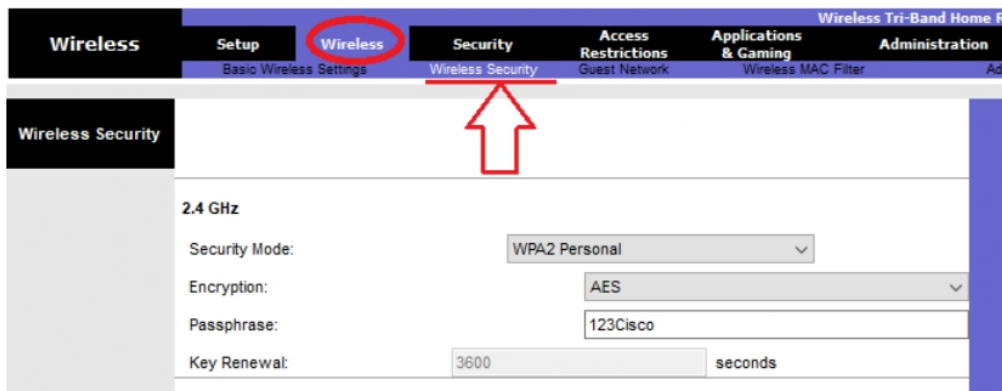 Wireless Tri-Band Home R
Wireless
Setup Wireless Security Access Restrictions Applications & Gaming Administration
Basic Wireless Settings Wireless Security Guest Network Wireless MAC Filter Ad
Wireless Security
2.4 GHz
Security Mode: WPA2 Personal
Encryption: AES
Passphrase: 123Cisco
Key Renewal: 3600 seconds